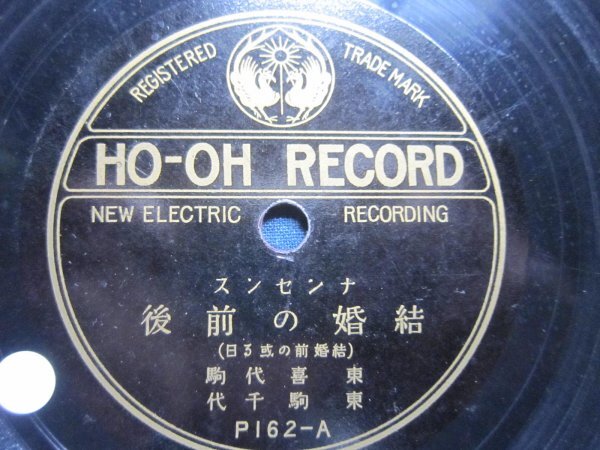 REGISTERED TRADE MARK
HO-OH RECORD
NEW ELECTRIC RECORDING
ナンセンス
結婚の前後
(結婚前の或る日)
東喜代駒
東駒千代
P162-A